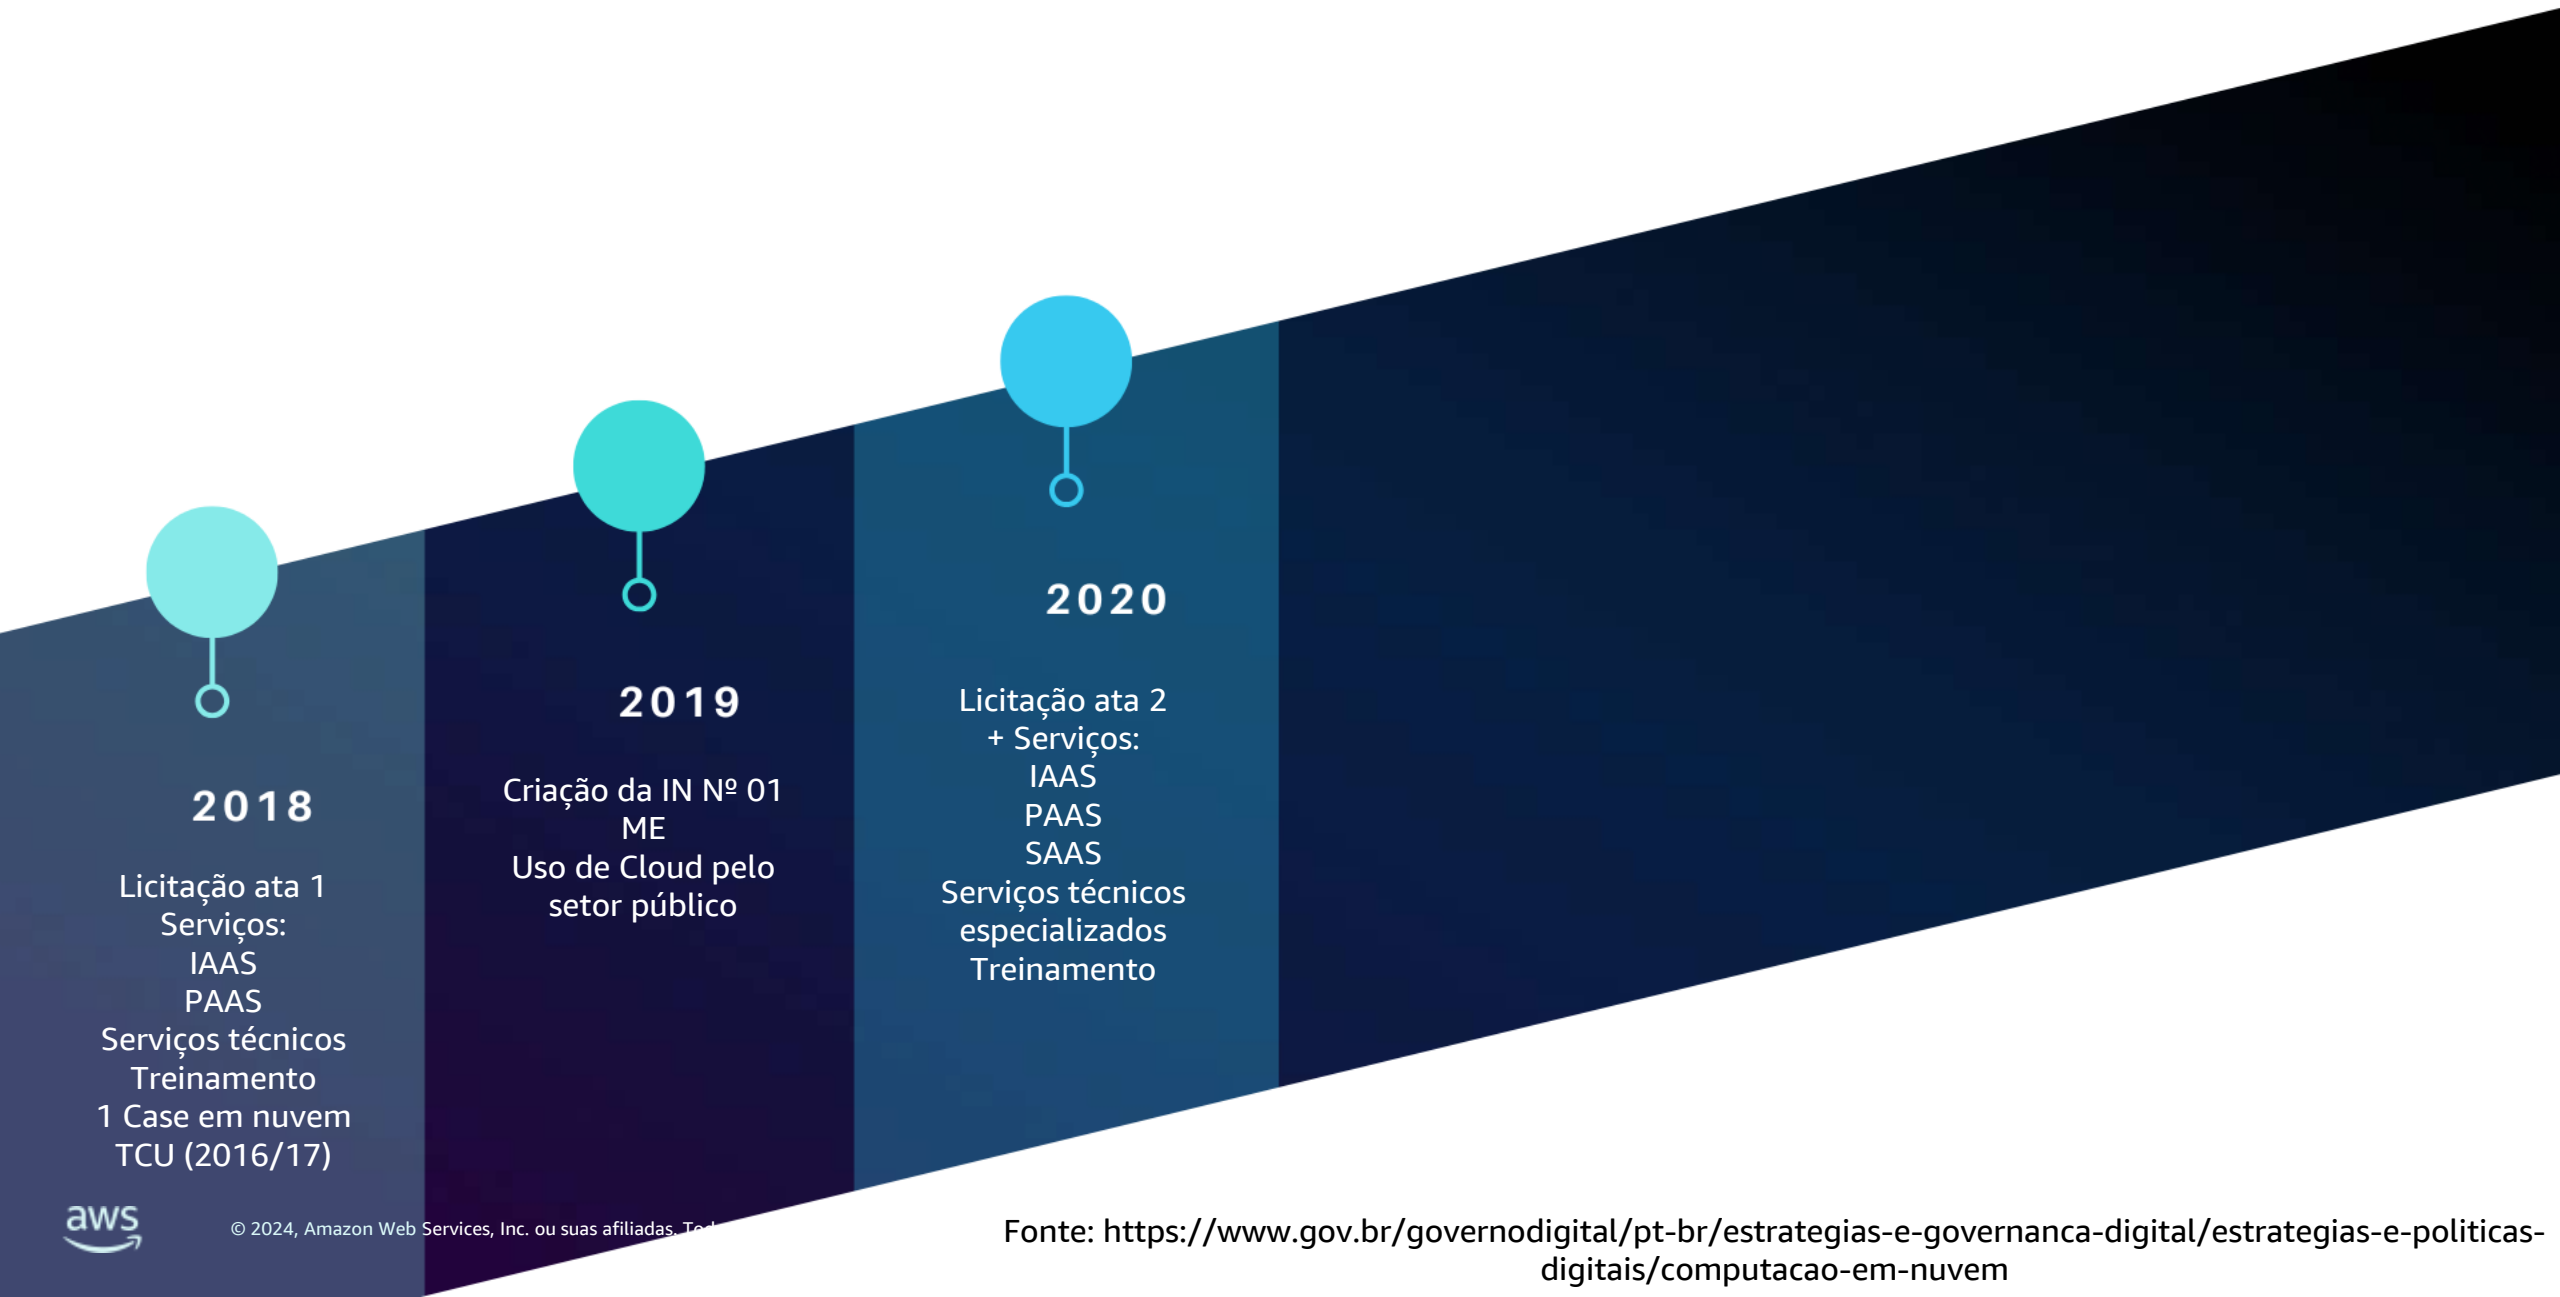 2018
Licitação ata 1
Serviços:
IAAS
PAAS
Serviços técnicos
Treinamento
1 Case em nuvem
TCU (2016/17)
2019
Criação da IN Nº 01
ME
Uso de Cloud pelo
setor público
2020
Licitação ata 2
+ Serviços:
IAAS
PAAS
SAAS
Serviços técnicos
especializados
Treinamento
aws
© 2024, Amazon Web Services, Inc. ou suas afiliadas.
Fonte: https://www.gov.br/governodigital/pt-br/estrategias-e-governanca-digital/estrategias-e-politicas-
digitais/computacao-em-nuvem